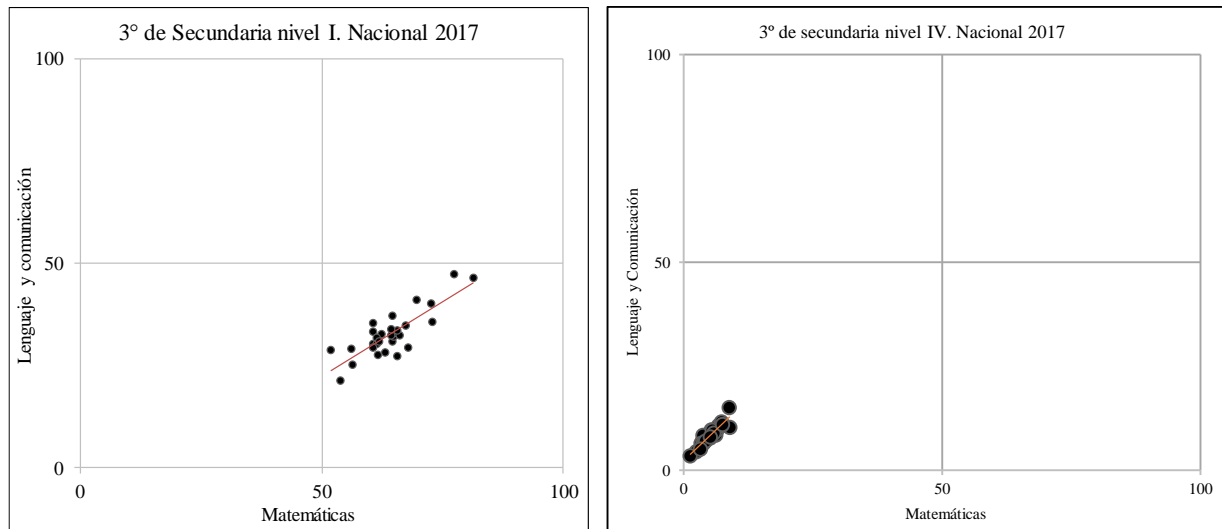 3° de Secundaria nivel I. Nacional 2017
100
50
0
0
50
100
Lenguaje y comunicación
Matemáticas
3º de secundaria nivel IV. Nacional 2017
100
50
0
0
50
100
Lenguaje y Comunicación
Matemáticas